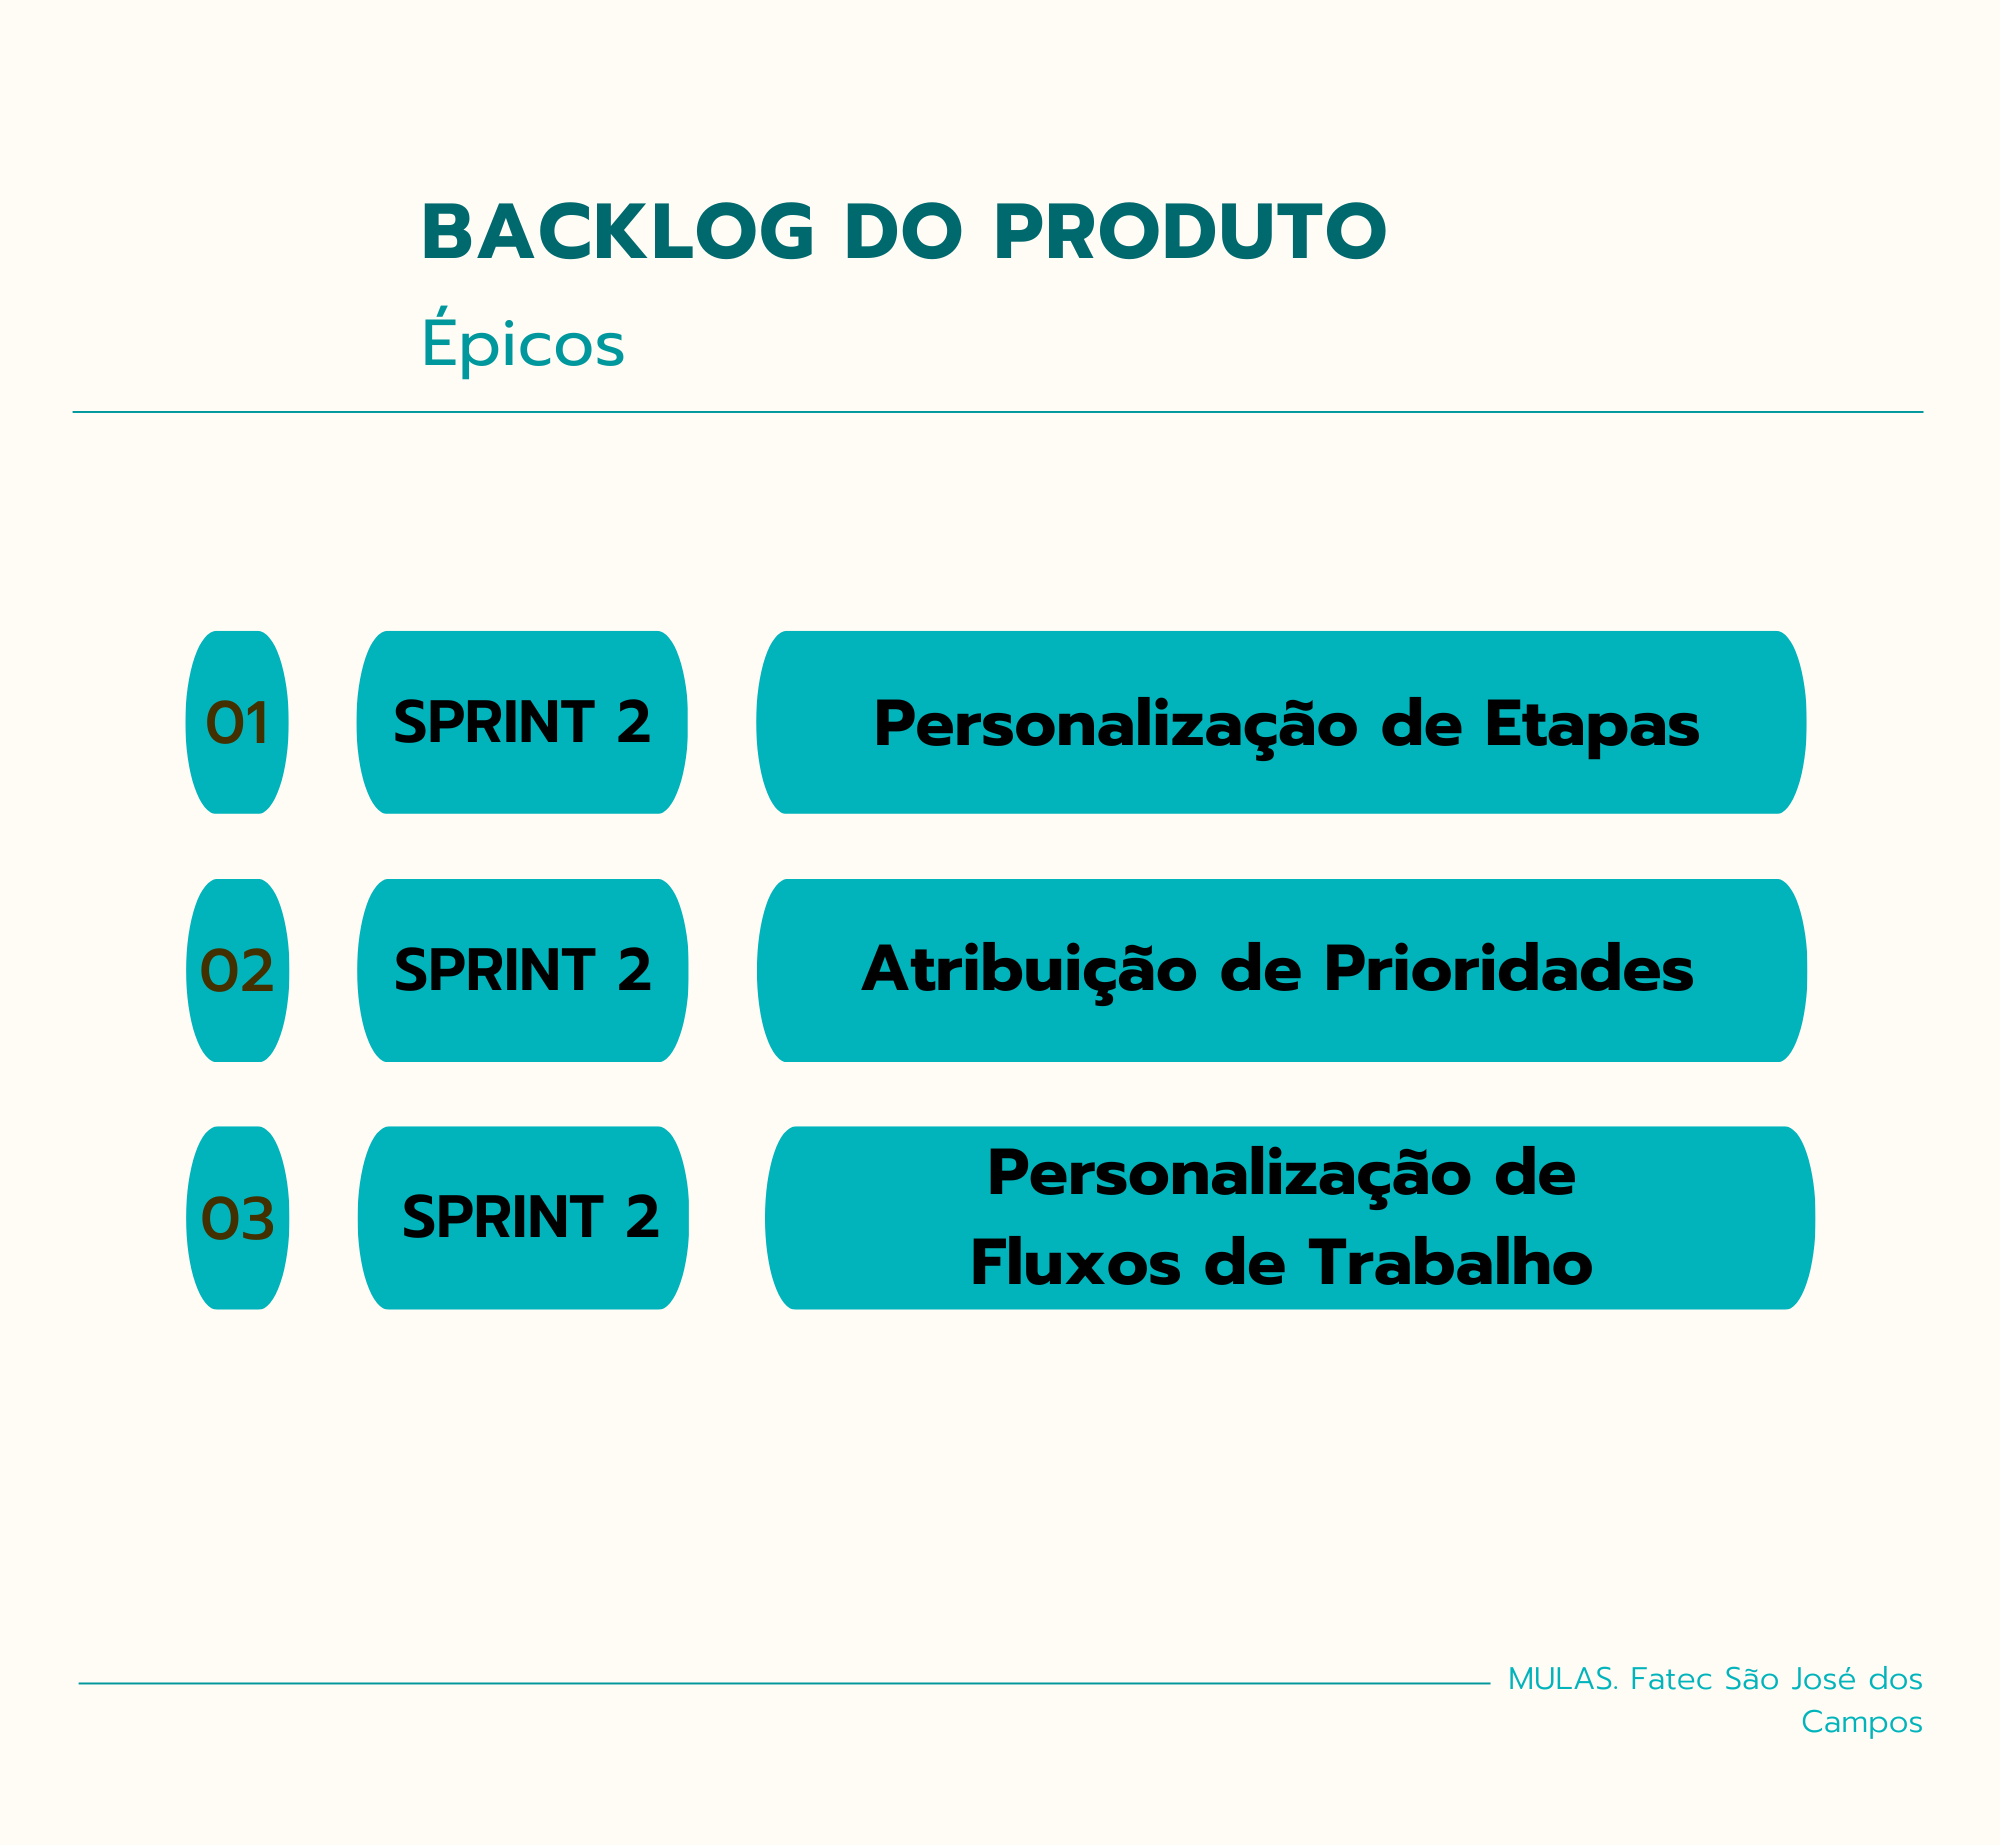 BACKLOG DO PRODUTO
Épicos
01
SPRINT 2
Personalização de Etapas
02
SPRINT 2
Atribuição de Prioridades
03
SPRINT 2
Personalização de
Fluxos de Trabalho
MULAS. Fatec São José dos
Campos